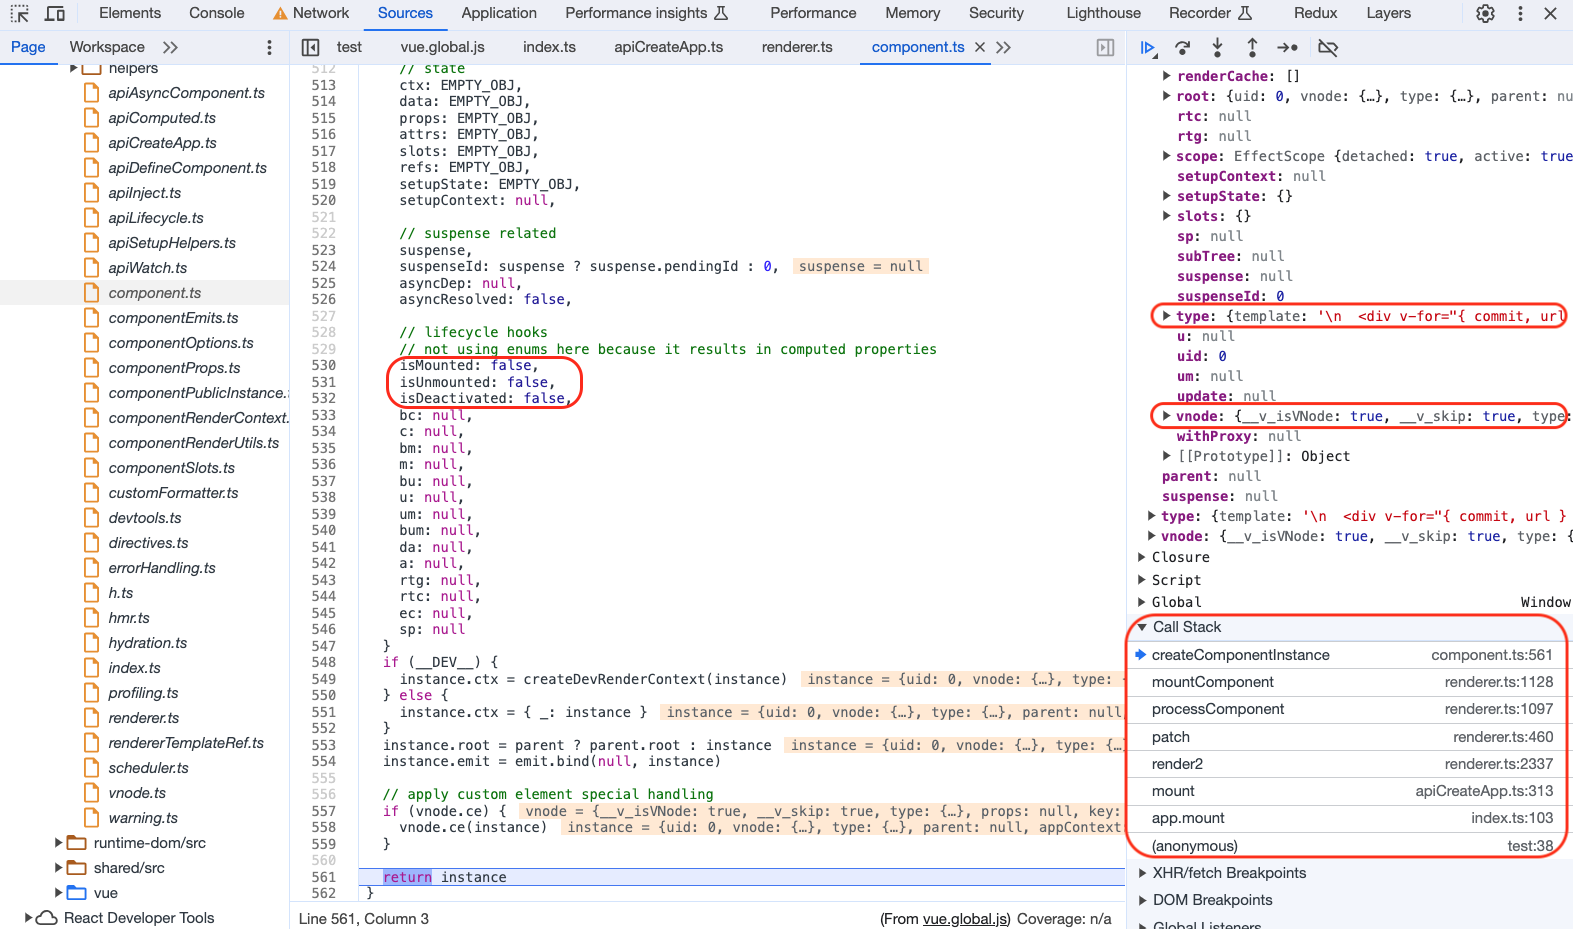 Elements Console Network Sources Application Performance insights Performance Memory Security Lighthouse Recorder Redux Layers
Page Workspace
test vue.global.js index.ts apiCreateApp.ts renderer.ts component.ts
helpers
apiAsyncComponent.ts
apiComputed.ts
apiCreateApp.ts
apiDefineComponent.ts
apiInject.ts
apiLifecycle.ts
apiSetupHelpers.ts
apiWatch.ts
component.ts
componentEmits.ts
componentOptions.ts
componentProps.ts
componentPublicInstance.
componentRenderContext.
componentRenderUtils.ts
componentSlots.ts
customFormatter.ts
devtools.ts
directives.ts
errorHandling.ts
h.ts
hmr.ts
hydration.ts
index.ts
profiling.ts
renderer.ts
rendererTemplateRef.ts
scheduler.ts
vnode.ts
warning.ts
runtime-dom/src
shared/src
vue
React Developer Tools
512 // state
513 ctx: EMPTY_OBJ,
514 data: EMPTY_OBJ,
515 props: EMPTY_OBJ,
516 attrs: EMPTY_OBJ,
517 slots: EMPTY_OBJ,
518 refs: EMPTY_OBJ,
519 setupState: EMPTY_OBJ,
520 setupContext: null,
521
522 // suspense related
523 suspense,
524 suspenseId: suspense ? suspense.pendingId : 0, suspense = null
525 asyncDep: null,
526 asyncResolved: false,
527
528 // lifecycle hooks
529 // not using enums here because it results in computed properties
530 isMounted: false,
531 isUnmounted: false,
532 isDeactivated: false,
533 bc: null,
534 c: null,
535 bm: null,
536 m: null,
537 bu: null,
538 u: null,
539 um: null,
540 bum: null,
541 da: null,
542 a: null,
543 rtg: null,
544 rtc: null,
545 ec: null,
546 sp: null
547 }
548 if (__DEV__) {
549 instance.ctx = createDevRenderContext(instance) instance = {uid: 0, vnode: {…}, type: {
550 } else {
551 instance.ctx = { _: instance } instance = {uid: 0, vnode: {…}, type: {…}, parent: null,
552 }
553 instance.root = parent ? parent.root : instance instance = {uid: 0, vnode: {…}, type: {…}
554 instance.emit = emit.bind(null, instance)
555
556 // apply custom element special handling
557 if (vnode.ce) { vnode = {__v_isVNode: true, __v_skip: true, type: {…}, props: null, key:
558 vnode.ce(instance) instance = {uid: 0, vnode: {…}, type: {…}, parent: null, appContext
559 }
560
561 return instance
562 }
Line 561, Column 3 (From vue.global.js) Coverage: n/a
renderCache: []
root: {uid: 0, vnode: {…}, type: {…}, parent: nu
rtc: null
rtg: null
scope: EffectScope {detached: true, active: true
setupContext: null
setupState: {}
slots: {}
sp: null
subTree: null
suspense: null
suspenseId: 0
type: {template: '\n <div v-for="{ commit, url
u: null
uid: 0
um: null
update: null
vnode: {__v_isVNode: true, __v_skip: true, type:
withProxy: null
[[Prototype]]: Object
parent: null
suspense: null
type: {template: '\n <div v-for="{ commit, url }
vnode: {__v_isVNode: true, __v_skip: true, type: {
Closure
Script
Global Window
Call Stack
createComponentInstance component.ts:561
mountComponent renderer.ts:1128
processComponent renderer.ts:1097
patch renderer.ts:460
render2 renderer.ts:2337
mount apiCreateApp.ts:313
app.mount index.ts:103
(anonymous) test:38
XHR/fetch Breakpoints
DOM Breakpoints
Global Listeners